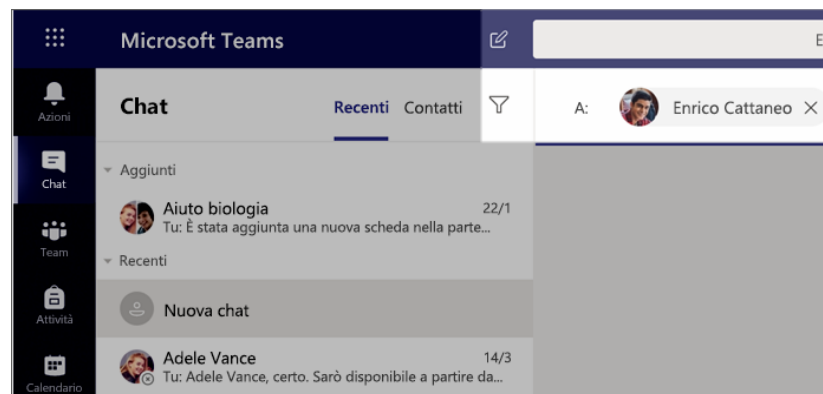 Microsoft Teams
E
Azioni
Chat
Recenti Contatti
A: Enrico Cattaneo
Chat
Aggiunti
Aiuto biologia 22/1
Tu: È stata aggiunta una nuova scheda nella parte...
Team
Recenti
Nuova chat
Attività
Adele Vance 14/3
Tu: Adele Vance, certo. Sarò disponibile a partire da...
Calendario